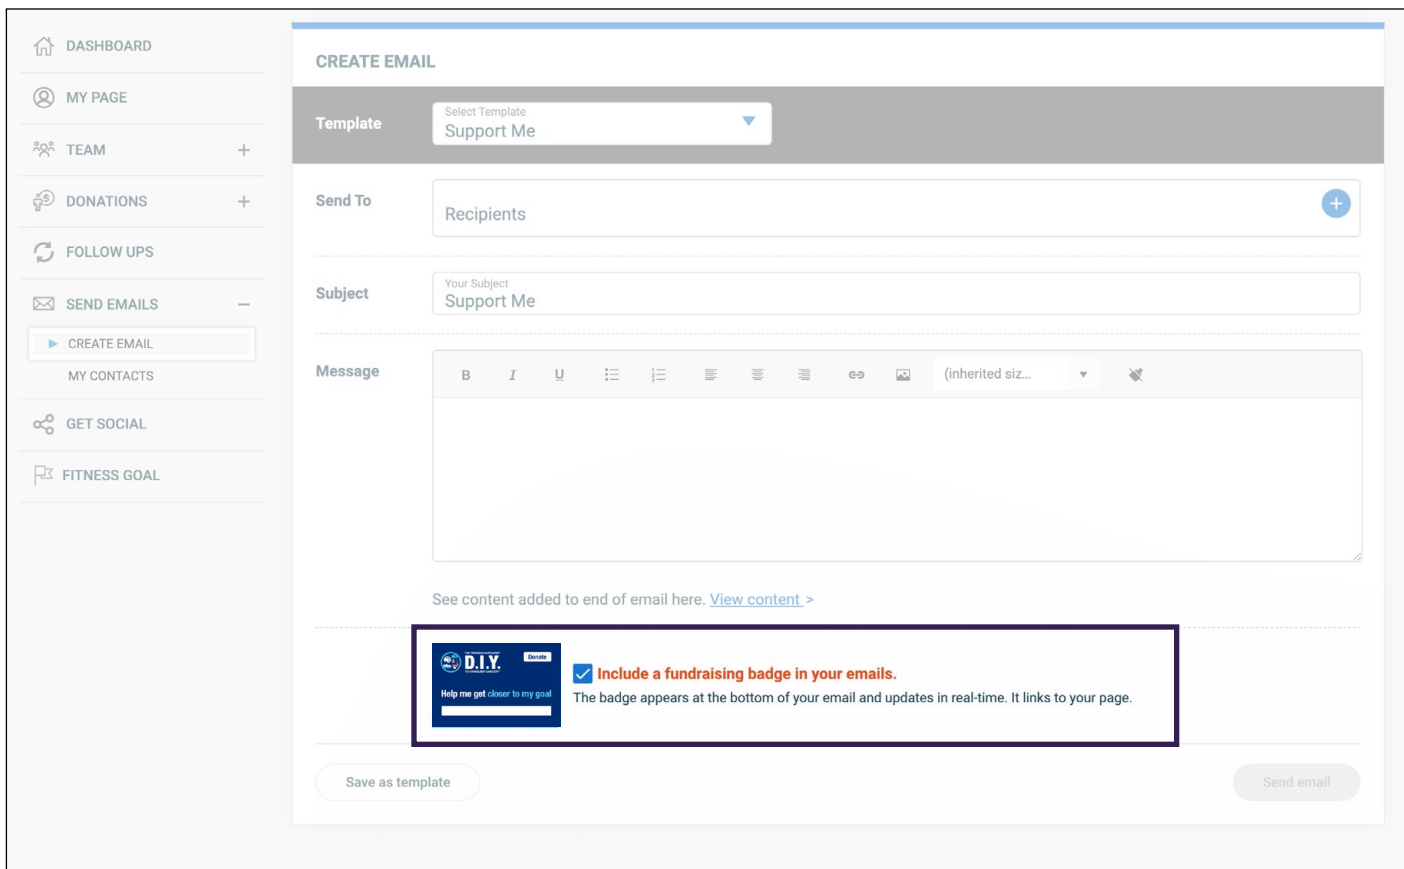 DASHBOARD
MY PAGE
TEAM
DONATIONS
FOLLOW UPS
SEND EMAILS
CREATE EMAIL
MY CONTACTS
GET SOCIAL
FITNESS GOAL
CREATE EMAIL
Template
Select Template
Support Me
Send To
Recipients
Subject
Your Subject
Support Me
Message
B I U
(inherited siz...
See content added to end of email here. View content >
D.I.Y.
Donate
Help me get closer to my goal
Include a fundraising badge in your emails.
The badge appears at the bottom of your email and updates in real-time. It links to your page.
Save as template
Send email